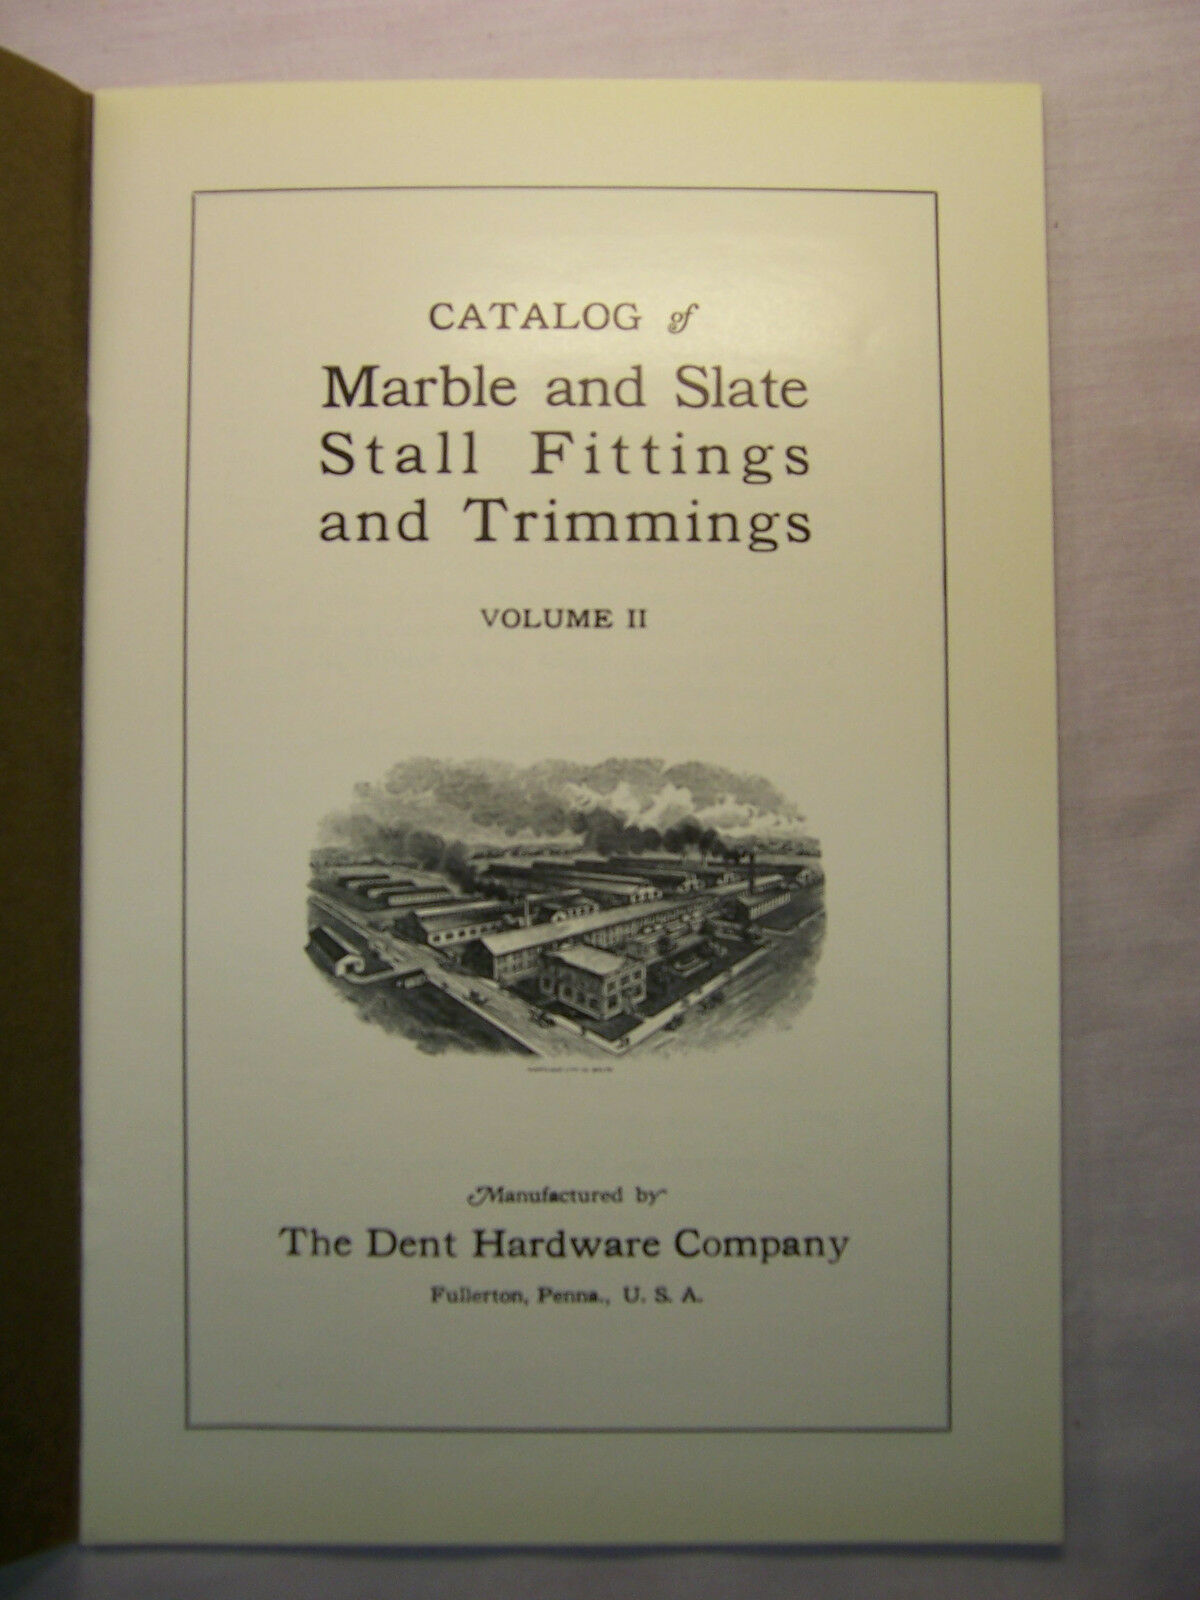 CATALOG of
Marble and Slate
Stall Fittings
and Trimmings
VOLUME II
Manufactured by
The Dent Hardware Company
Fullerton, Penna., U. S. A.